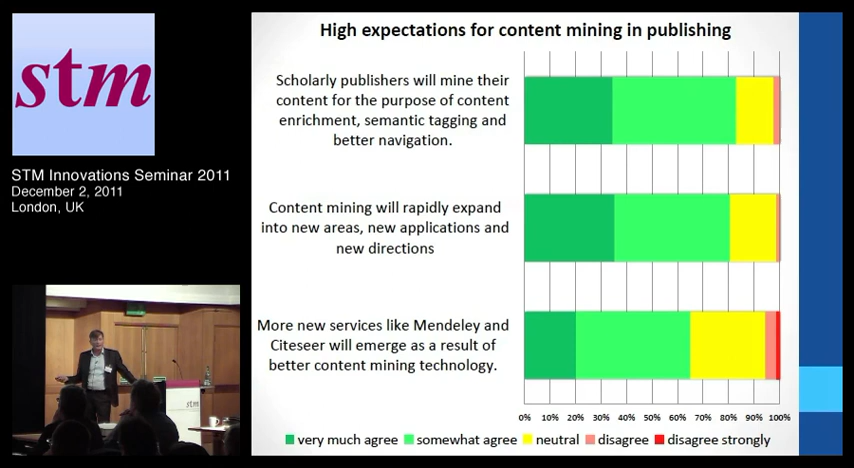 stm
STM Innovations Seminar 2011
December 2, 2011
London, UK
High expectations for content mining in publishing
Scholarly publishers will mine their
content for the purpose of content
enrichment, semantic tagging and
better navigation.
Content mining will rapidly expand
into new areas, new applications and
new directions
More new services like Mendeley and
Citeseer will emerge as a result of
better content mining technology.
0% 10% 20% 30% 40% 50% 60% 70% 80% 90% 100%
very much agree somewhat agree neutral disagree disagree strongly
stm